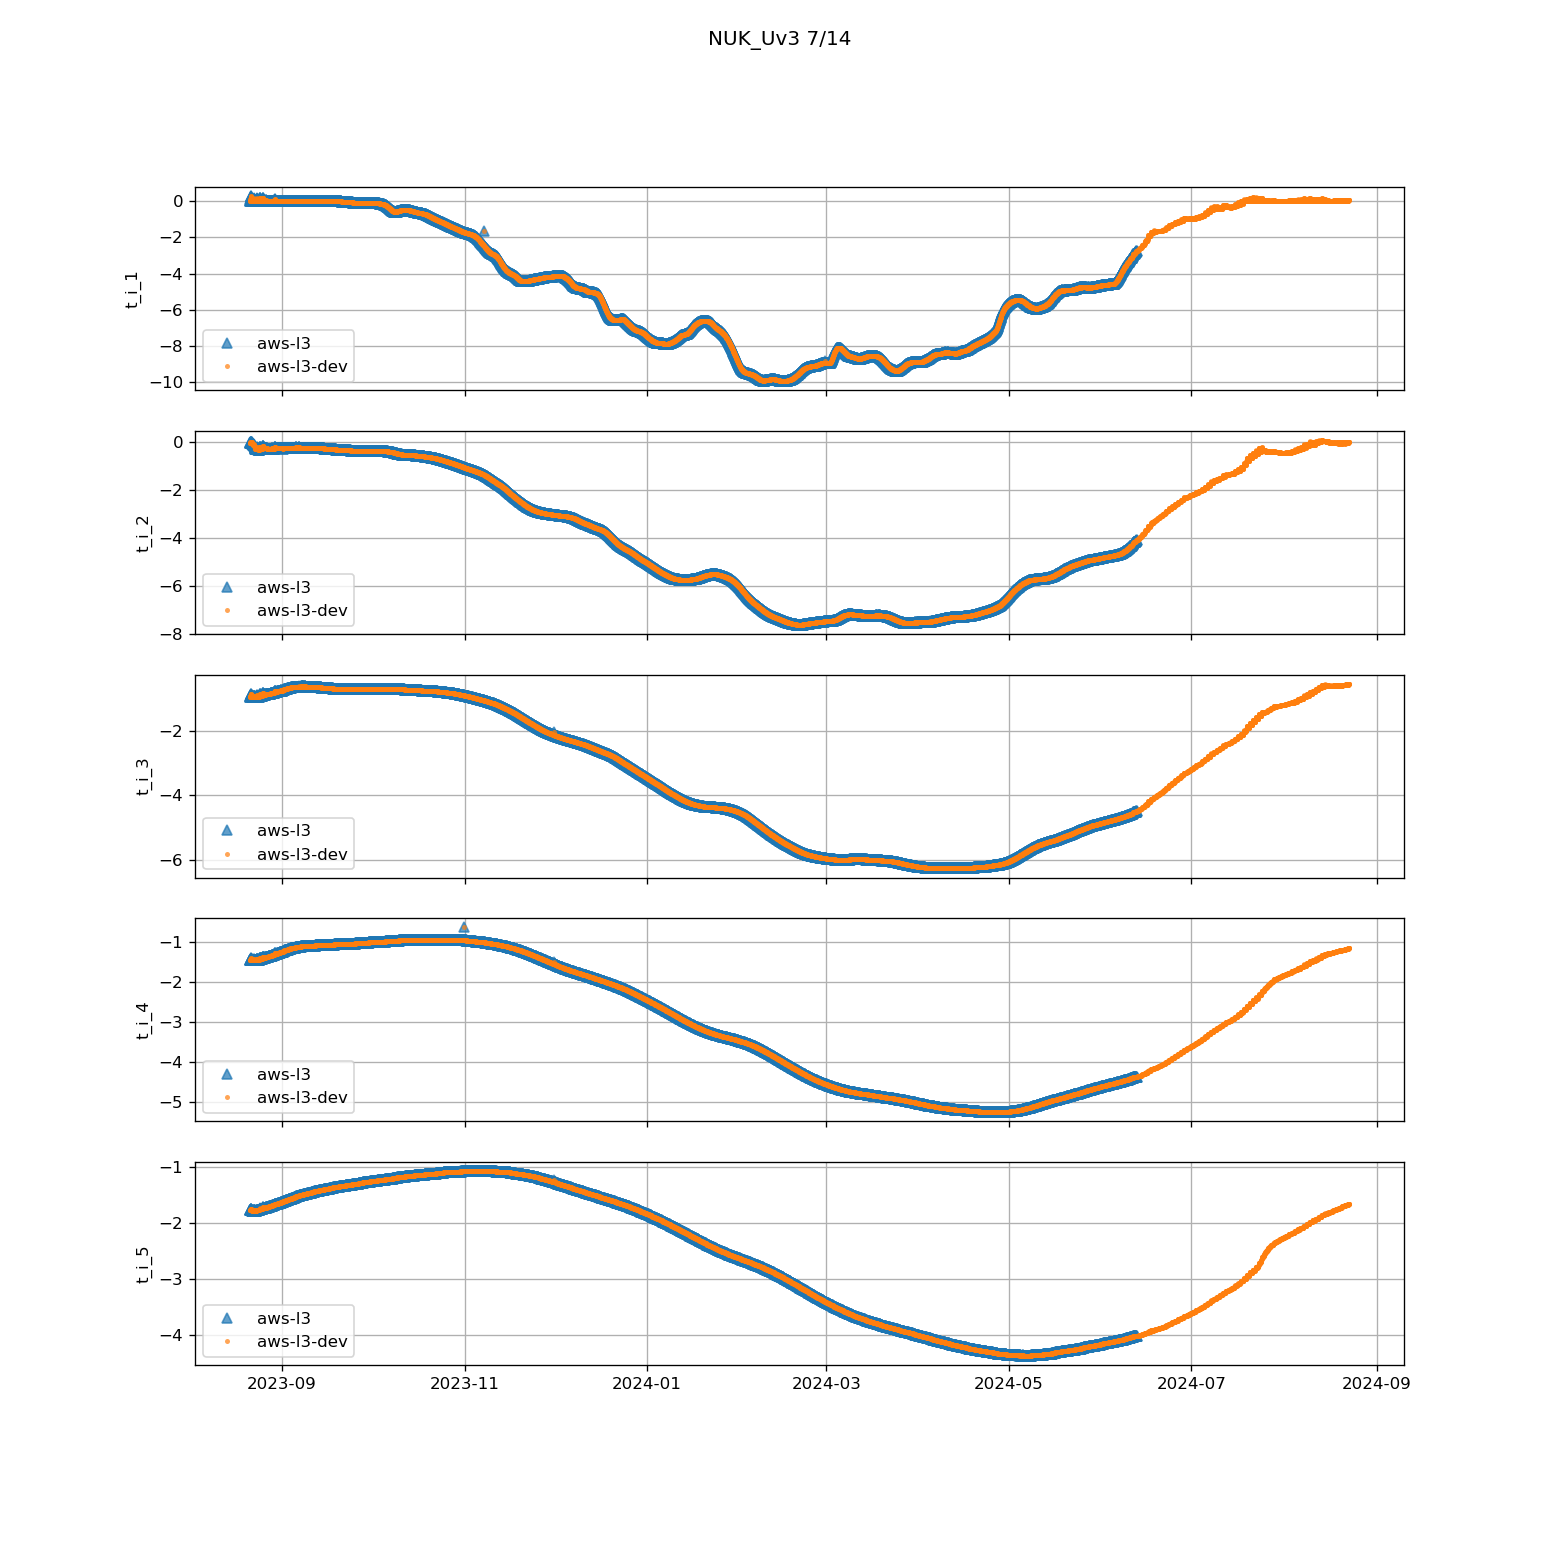 NUK_Uv3 7/14
0
−2
−4
−6
−8
−10
t_i_1
aws-l3
aws-l3-dev
0
−2
−4
−6
−8
t_i_2
aws-l3
aws-l3-dev
−2
−4
−6
t_i_3
aws-l3
aws-l3-dev
−1
−2
−3
−4
−5
t_i_4
aws-l3
aws-l3-dev
−1
−2
−3
−4
t_i_5
aws-l3
aws-l3-dev
2023-09 2023-11 2024-01 2024-03 2024-05 2024-07 2024-09